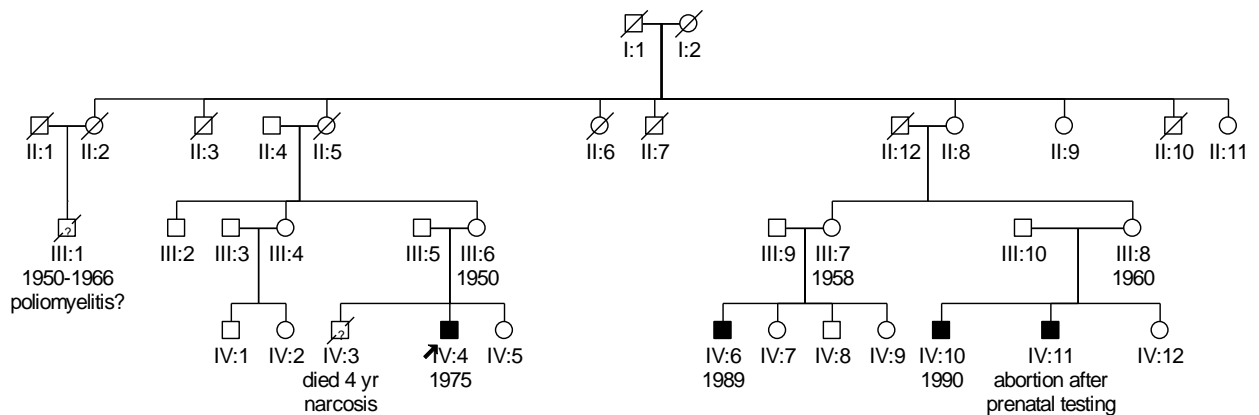 I:1 I:2
II:1 II:2 II:3 II:4 II:5 II:6 II:7 II:12 II:8 II:9 II:10 II:11
? III:1 III:2 III:3 III:4 III:5 III:6 III:9 III:7 III:10 III:8
1950-1966 1950 1958 1960
poliomyelitis?
IV:1 IV:2 ? IV:3 IV:4 IV:5 IV:6 IV:7 IV:8 IV:9 IV:10 IV:11 IV:12
died 4 yr 1975 1989 1990 abortion after
narcosis prenatal testing